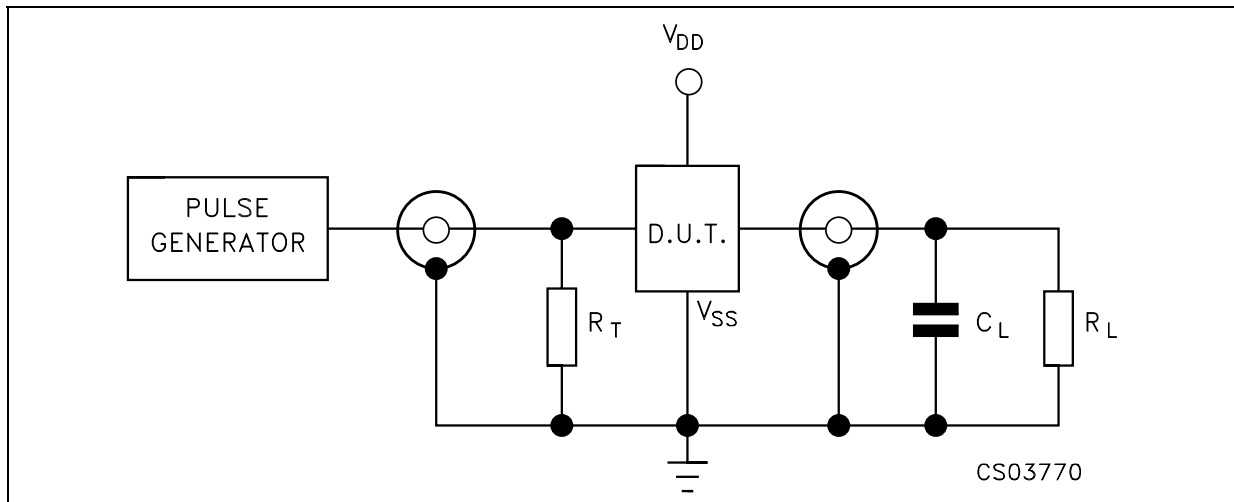 VDD
PULSE
GENERATOR
D.U.T.
VSS
RT
CL
RL
CS03770